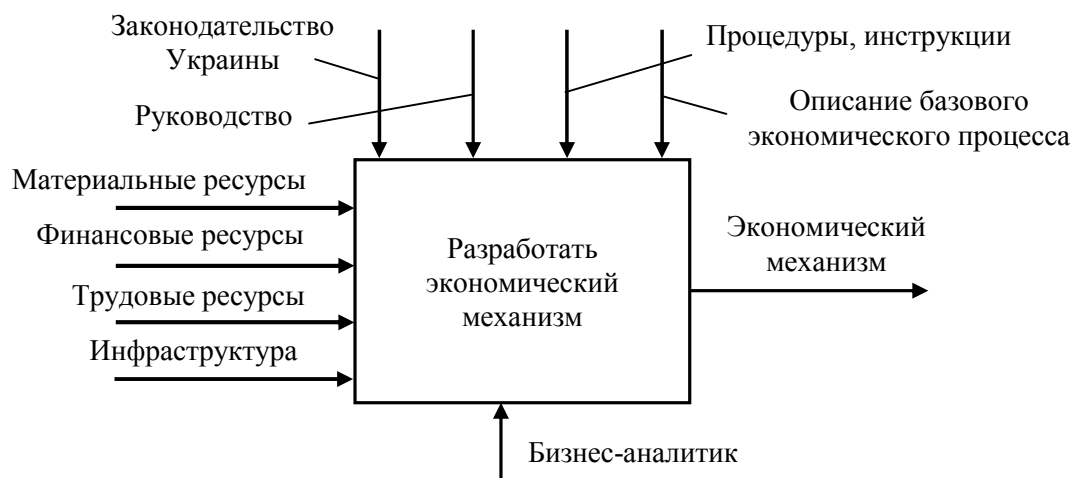 Законодательство
Украины
Процедуры, инструкции
Руководство
Описание базового
экономического процесса
Материальные ресурсы
Финансовые ресурсы
Трудовые ресурсы
Инфраструктура
Разработать
экономический
механизм
Экономический
механизм
Бизнес-аналитик